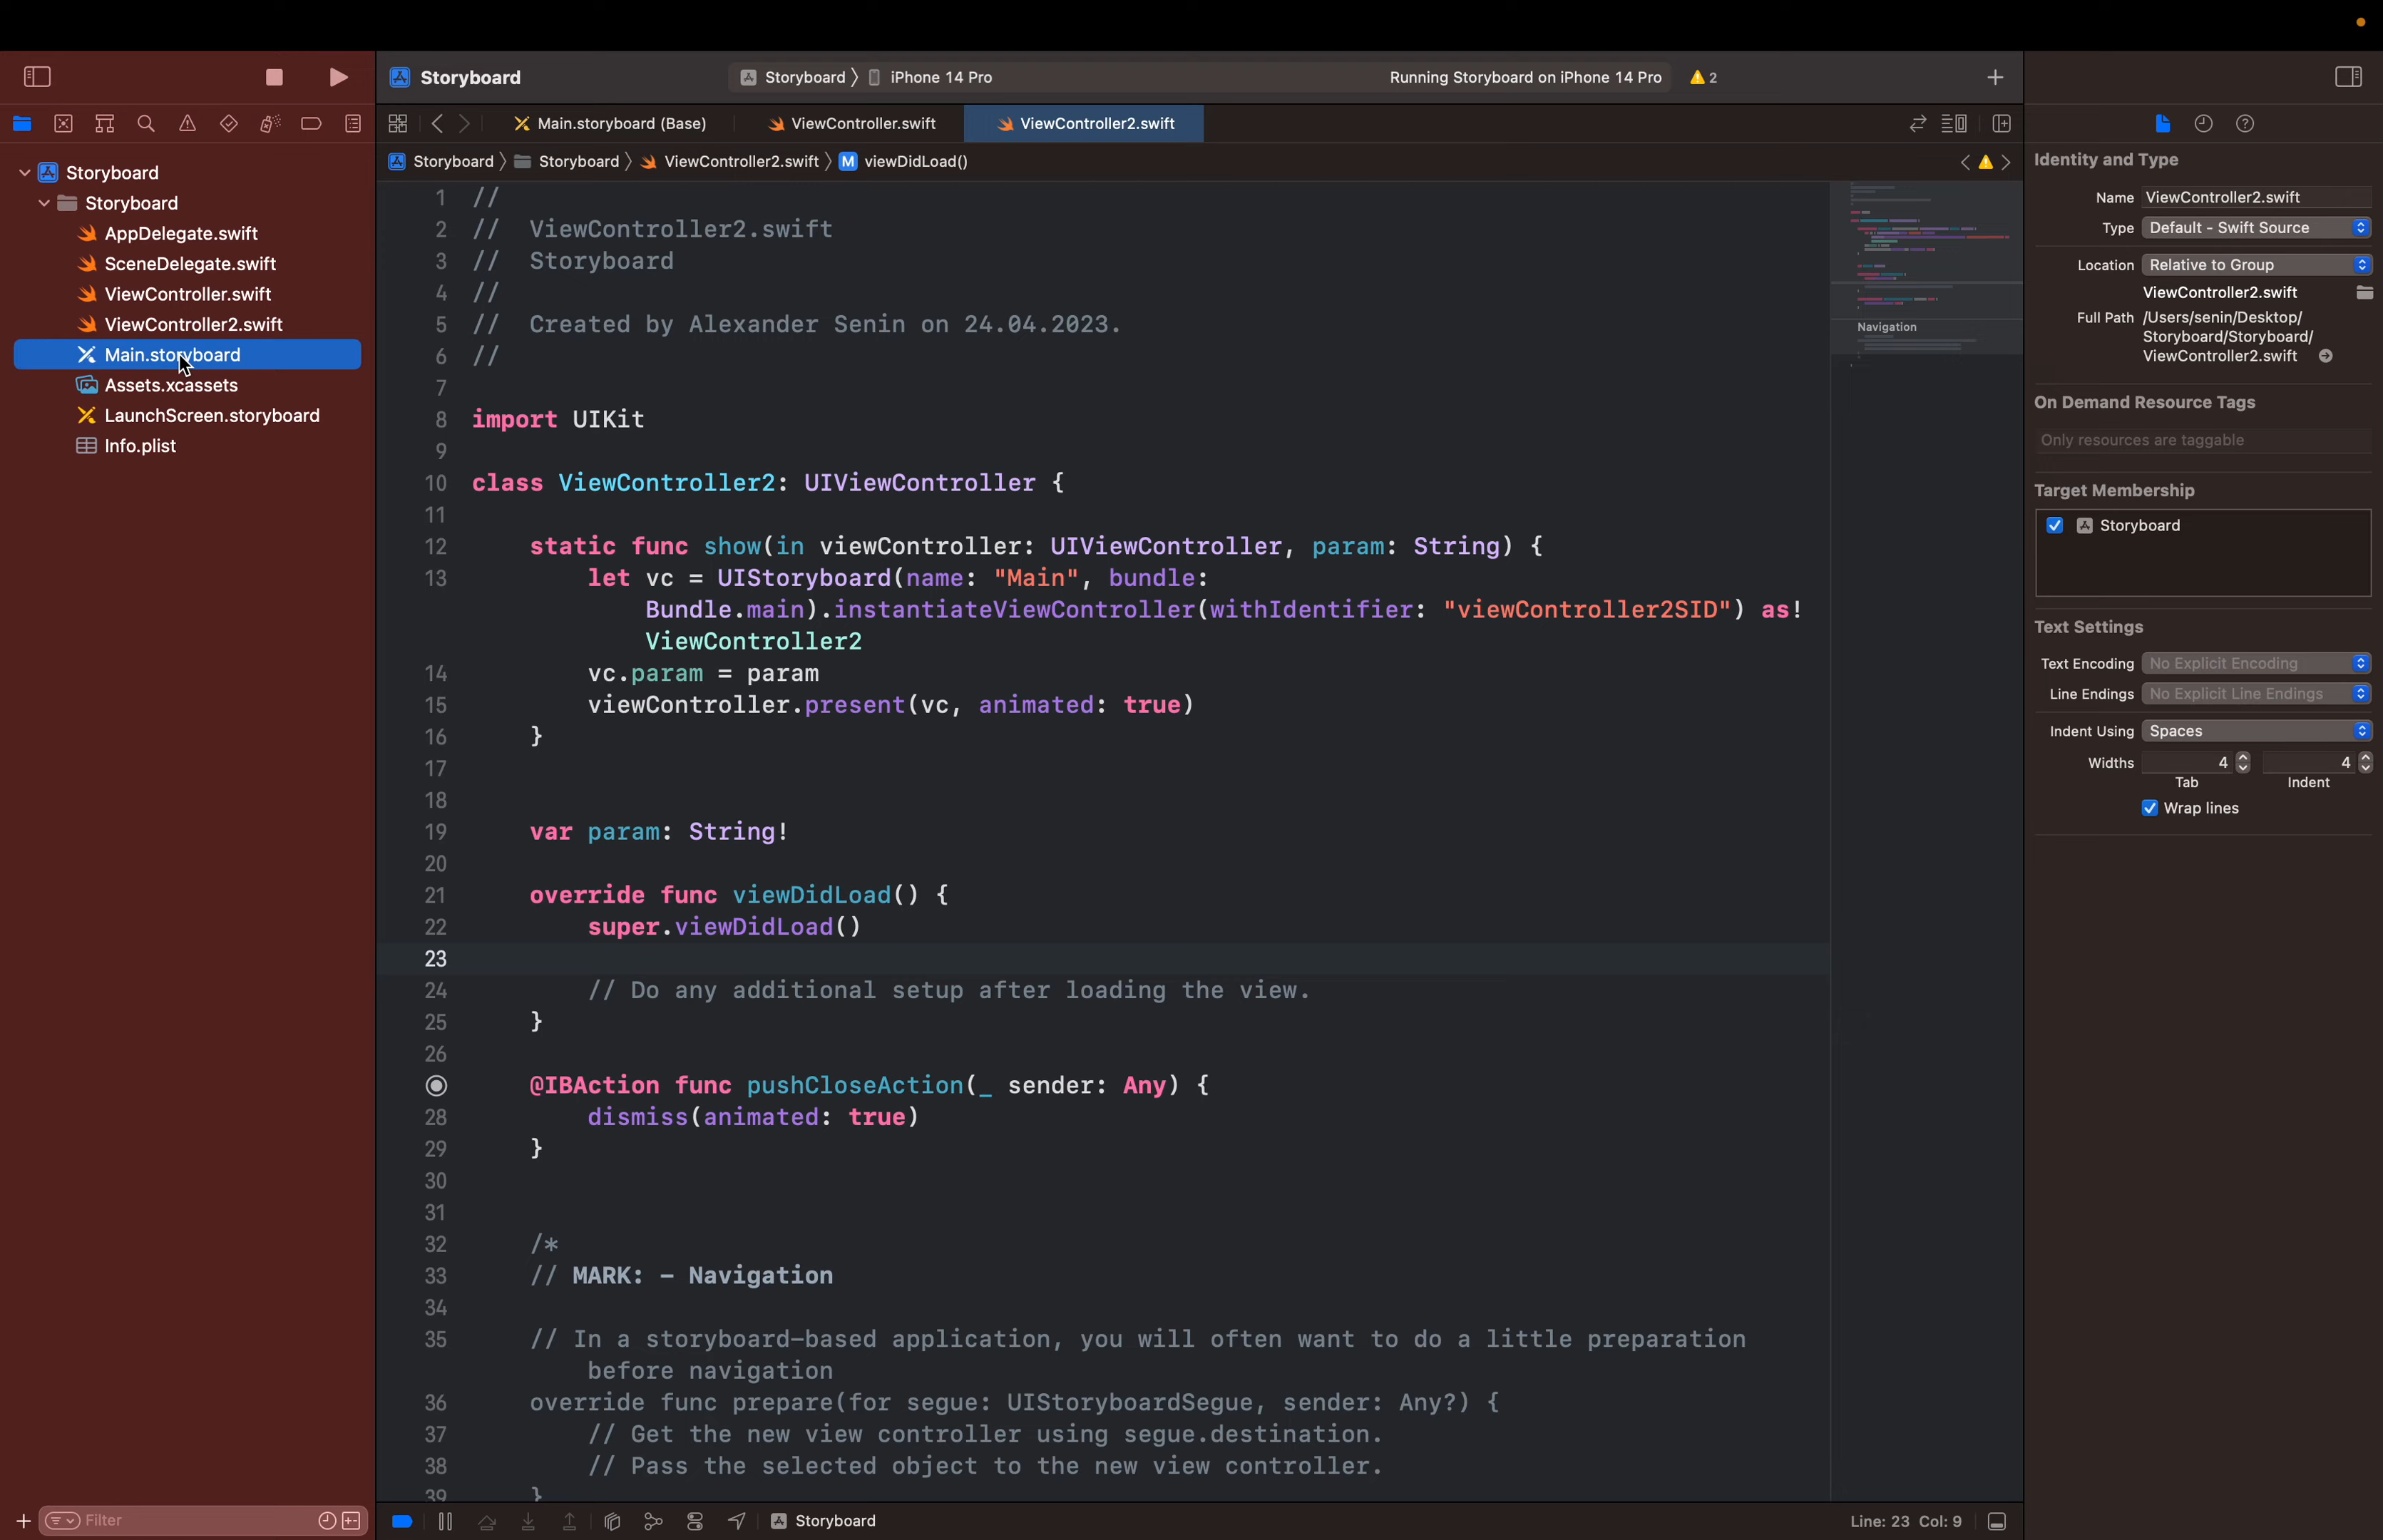 Storyboard
Storyboard
iPhone 14 Pro
Running Storyboard on iPhone 14 Pro
2
Main.storyboard (Base)
ViewController.swift
ViewController2.swift
Storyboard
Storyboard
ViewController2.swift
M
viewDidLoad()
Storyboard
Storyboard
AppDelegate.swift
SceneDelegate.swift
ViewController.swift
ViewController2.swift
Main.storyboard
Assets.xcassets
LaunchScreen.storyboard
Info.plist
Filter
1 //
2 //  ViewController2.swift
3 //  Storyboard
4 //
5 //  Created by Alexander Senin on 24.04.2023.
6 //
7
8 import UIKit
9
10 class ViewController2: UIViewController {
11
12     static func show(in viewController: UIViewController, param: String) {
13         let vc = UIStoryboard(name: "Main", bundle:
Bundle.main).instantiateViewController(withIdentifier: "viewController2SID") as!
ViewController2
14         vc.param = param
15         viewController.present(vc, animated: true)
16     }
17
18
19     var param: String!
20
21     override func viewDidLoad() {
22         super.viewDidLoad()
23
24         // Do any additional setup after loading the view.
25     }
26
@IBAction func pushCloseAction(_ sender: Any) {
28         dismiss(animated: true)
29     }
30
31
32     /*
33     // MARK: - Navigation
34
35     // In a storyboard-based application, you will often want to do a little preparation
before navigation
36     override func prepare(for segue: UIStoryboardSegue, sender: Any?) {
37         // Get the new view controller using segue.destination.
38         // Pass the selected object to the new view controller.
39     }
Navigation
Storyboard
Line: 23 Col: 9
Identity and Type
Name ViewController2.swift
Type Default - Swift Source
Location Relative to Group
ViewController2.swift
Full Path /Users/senin/Desktop/
Storyboard/Storyboard/
ViewController2.swift
On Demand Resource Tags
Only resources are taggable
Target Membership
Storyboard
Text Settings
Text Encoding No Explicit Encoding
Line Endings No Explicit Line Endings
Indent Using Spaces
Widths 4 4
Tab Indent
Wrap lines